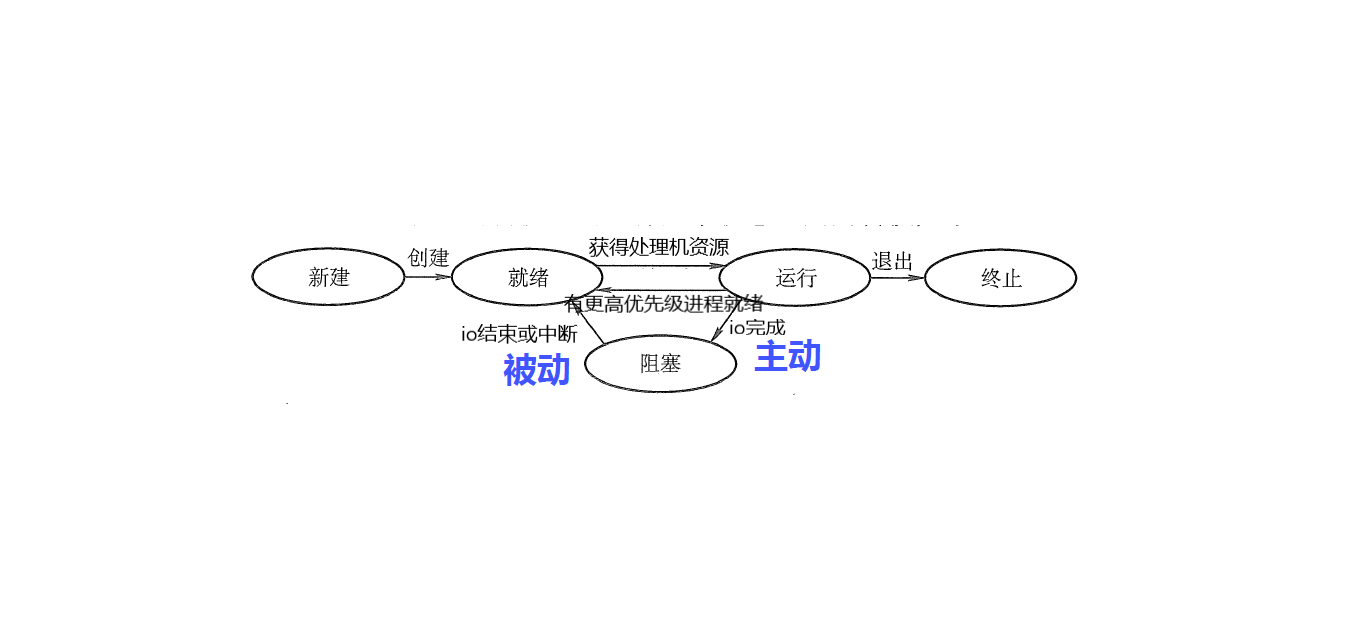 获得处理机资源
创建
退出
新建
就绪
运行
终止
有更高优先级进程就绪
io结束或中断
io完成
被动
阻塞
主动